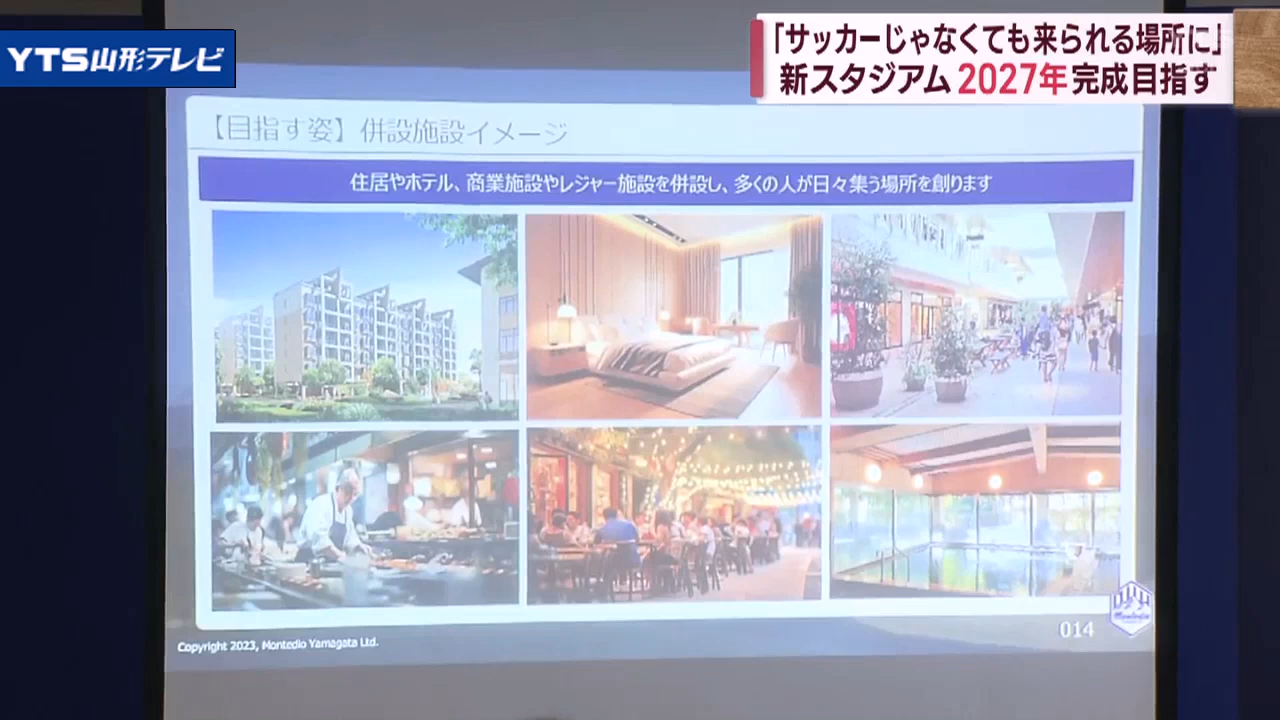 YTS山形テレビ
「サッカーじゃなくても来られる場所に」
新スタジアム2027年完成目指す
【目指す姿】併設施設イメージ
住居やホテル、商業施設やレジャー施設を併設し、多くの人が日々集う場所を創ります
Montedio
014
Copyright 2023, Montedio Yamagata Ltd.